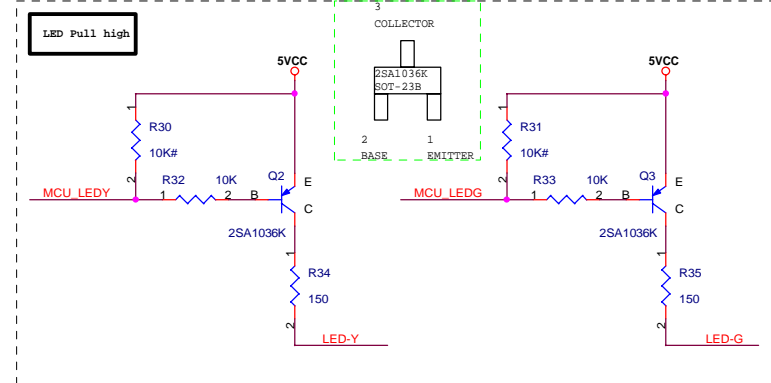 LED Pull high
3
COLLECTOR
2SA1036K
SOT-23B
2 1
BASE EMITTER
5VCC
1
R30
10K#
2
MCU_LEDY
R32 10K
1 2 B
Q2
E
C
2SA1036K
1
R34
150
2
LED-Y
5VCC
1
R31
10K#
2
MCU_LEDG
R33 10K
1 2 B
Q3
E
C
2SA1036K
1
R35
150
2
LED-G